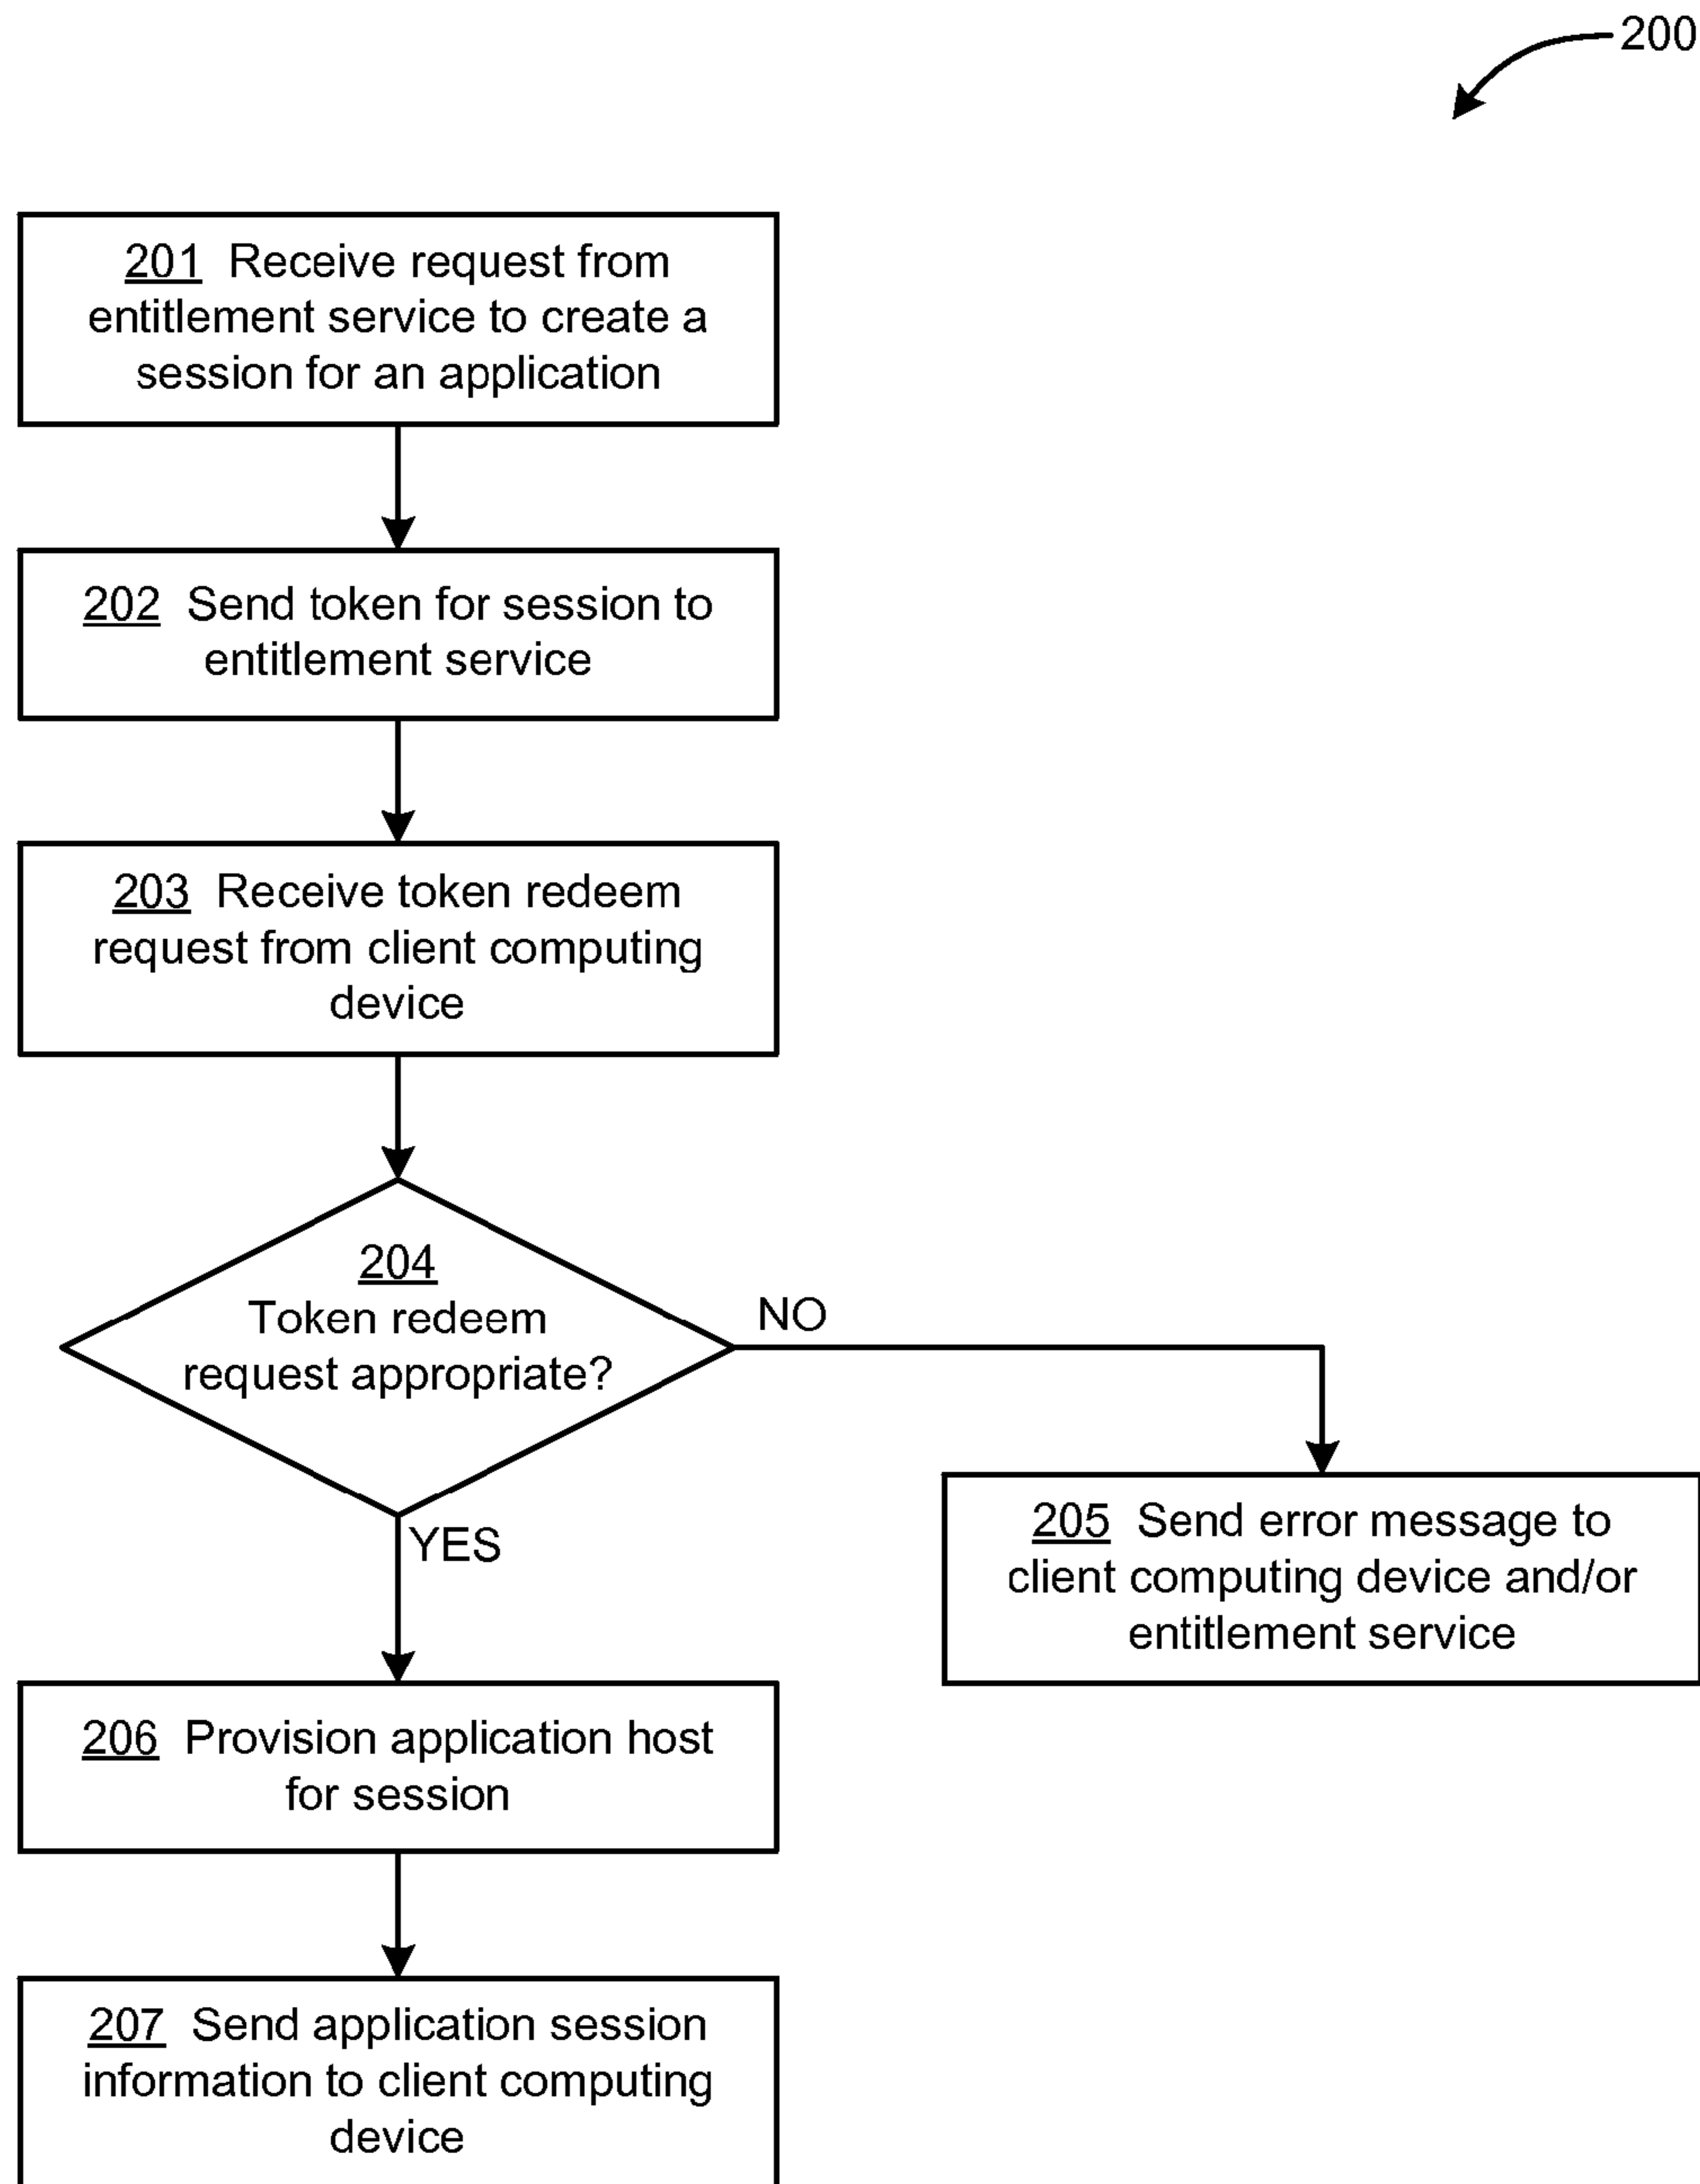 200
201 Receive request from
entitlement service to create a
session for an application
202 Send token for session to
entitlement service
203 Receive token redeem
request from client computing
device
204
Token redeem
request appropriate?
NO
YES
205 Send error message to
client computing device and/or
entitlement service
206 Provision application host
for session
207 Send application session
information to client computing
device